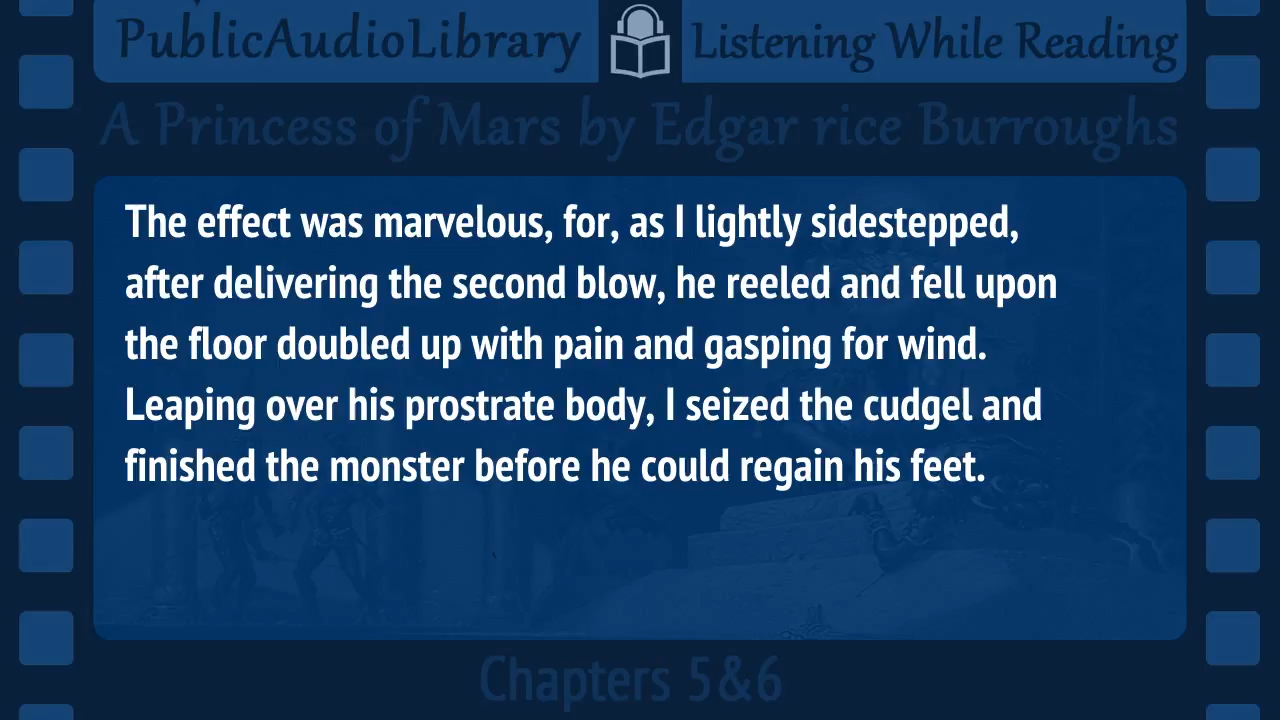 PublicAudioLibrary Listening While Reading
A Princess of Mars by Edgar rice Burroughs
The effect was marvelous, for, as I lightly sidestepped,
after delivering the second blow, he reeled and fell upon
the floor doubled up with pain and gasping for wind.
Leaping over his prostrate body, I seized the cudgel and
finished the monster before he could regain his feet.
Chapters 5&6